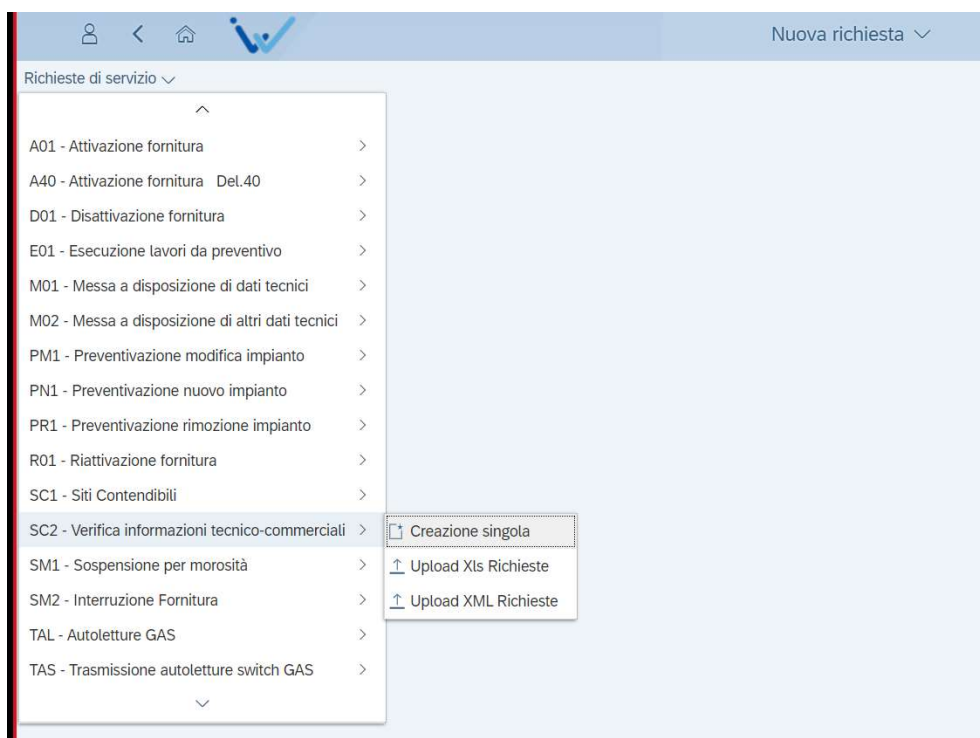 Nuova richiesta
Richieste di servizio
A01 - Attivazione fornitura
A40 - Attivazione fornitura Del.40
D01 - Disattivazione fornitura
E01 - Esecuzione lavori da preventivo
M01 - Messa a disposizione di dati tecnici
M02 - Messa a disposizione di altri dati tecnici
PM1 - Preventivazione modifica impianto
PN1 - Preventivazione nuovo impianto
PR1 - Preventivazione rimozione impianto
R01 - Riattivazione fornitura
SC1 - Siti Contendibili
SC2 - Verifica informazioni tecnico-commerciali
Creazione singola
SM1 - Sospensione per morosità
Upload Xls Richieste
SM2 - Interruzione Fornitura
Upload XML Richieste
TAL - Autoletture GAS
TAS - Trasmissione autoletture switch GAS